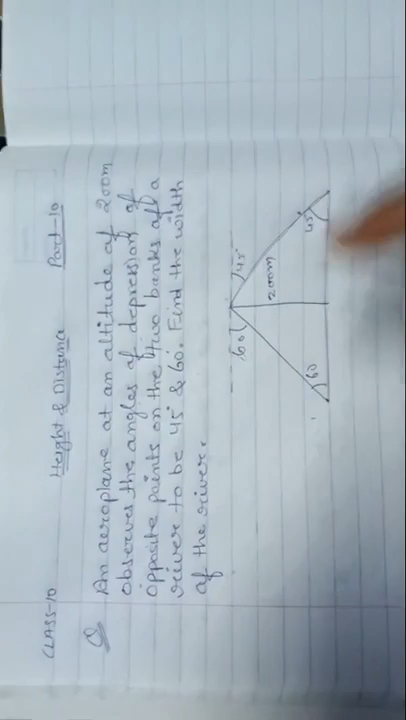 CLASS-10 Height & Distance Part-10
Q An aeroplane at an altitude of 200m
observes the angles of depression of
opposite points on the two banks of a
river to be 45° & 60°. Find the width
of the river.
60 45°
200m
60 45°